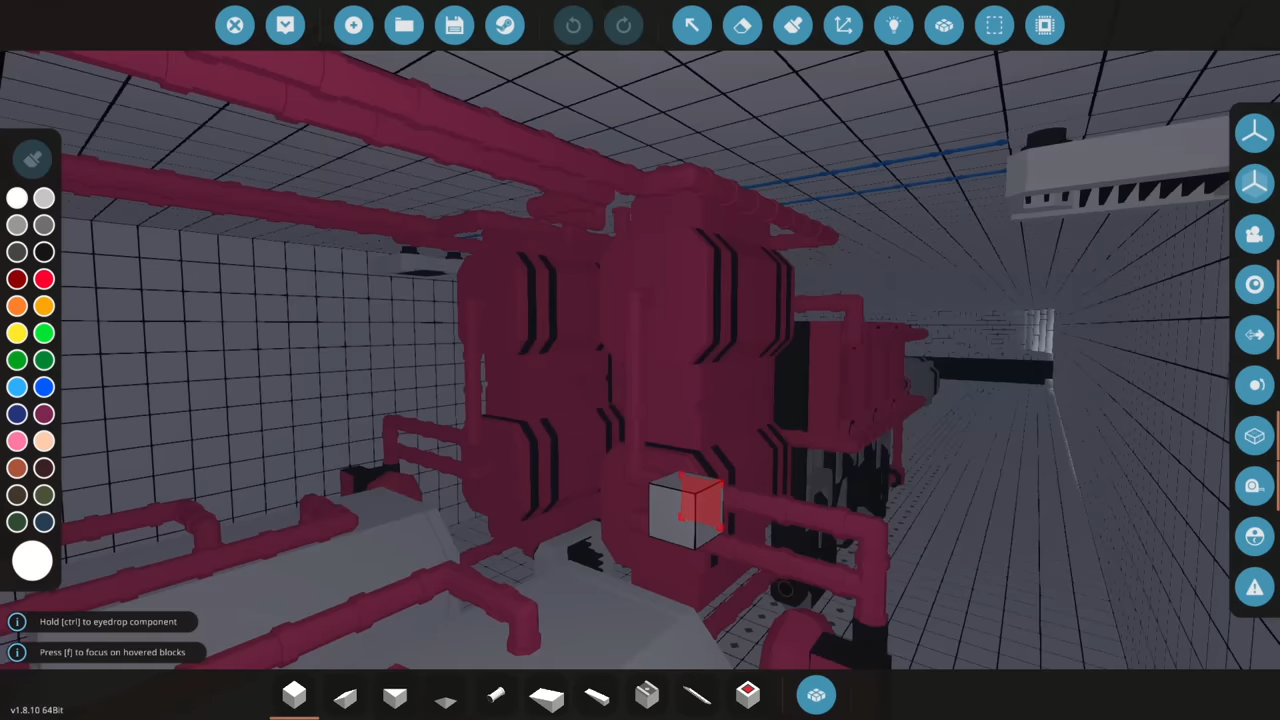 Hold [ctrl] to eyedrop component
Press [f] to focus on hovered blocks
v1.8.10 64Bit